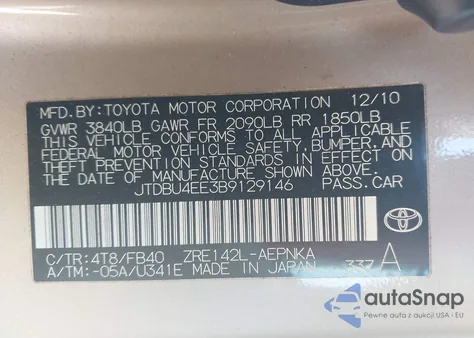 MFD. BY: TOYOTA MOTOR CORPORATION 12/10
GVWR 3840LB GAWR FR 2090LB RR 1850LB
THIS VEHICLE CONFORMS TO ALL APPLICABLE
FEDERAL MOTOR VEHICLE SAFETY, BUMPER, AND
THEFT PREVENTION STANDARDS IN EFFECT ON
THE DATE OF MANUFACTURE SHOWN ABOVE.
JTDBU4EE3B9129146 PASS. CAR
TOYOTA
C/TR: 4T8/FB40 ZRE142L-AEPNKA
A/TM: -05A/U341E MADE IN JAPAN 337 A
autoSnap
Pewne auta z aukcji USA i EU